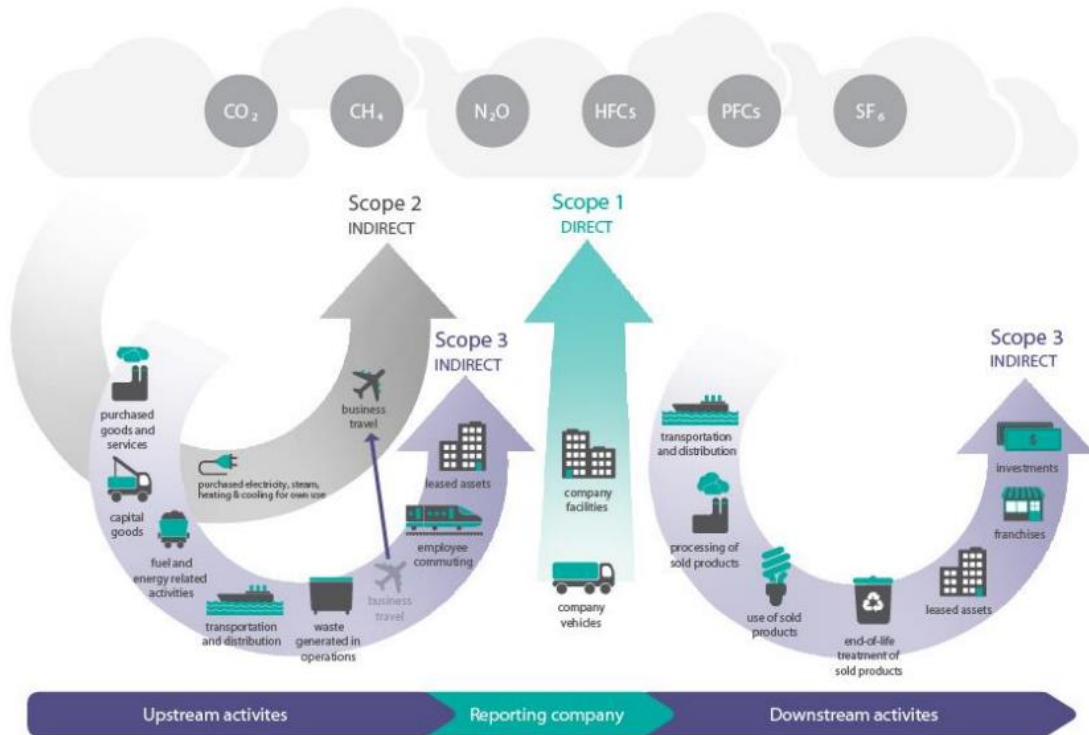 CO₂
CH₄
N₂O
HFCs
PFCs
SF₆
Scope 2
INDIRECT
Scope 1
DIRECT
Scope 3
INDIRECT
Scope 3
INDIRECT
purchased
goods and
services
capital
goods
fuel and
energy related
activities
purchased electricity, steam,
heating & cooling for own use
transportation
and distribution
waste
generated in
operations
business
travel
business
travel
employee
commuting
leased assets
company
facilities
company
vehicles
transportation
and distribution
processing of
sold products
use of sold
products
end-of-life
treatment of
sold products
leased assets
franchises
investments
$
Upstream activites
Reporting company
Downstream activites